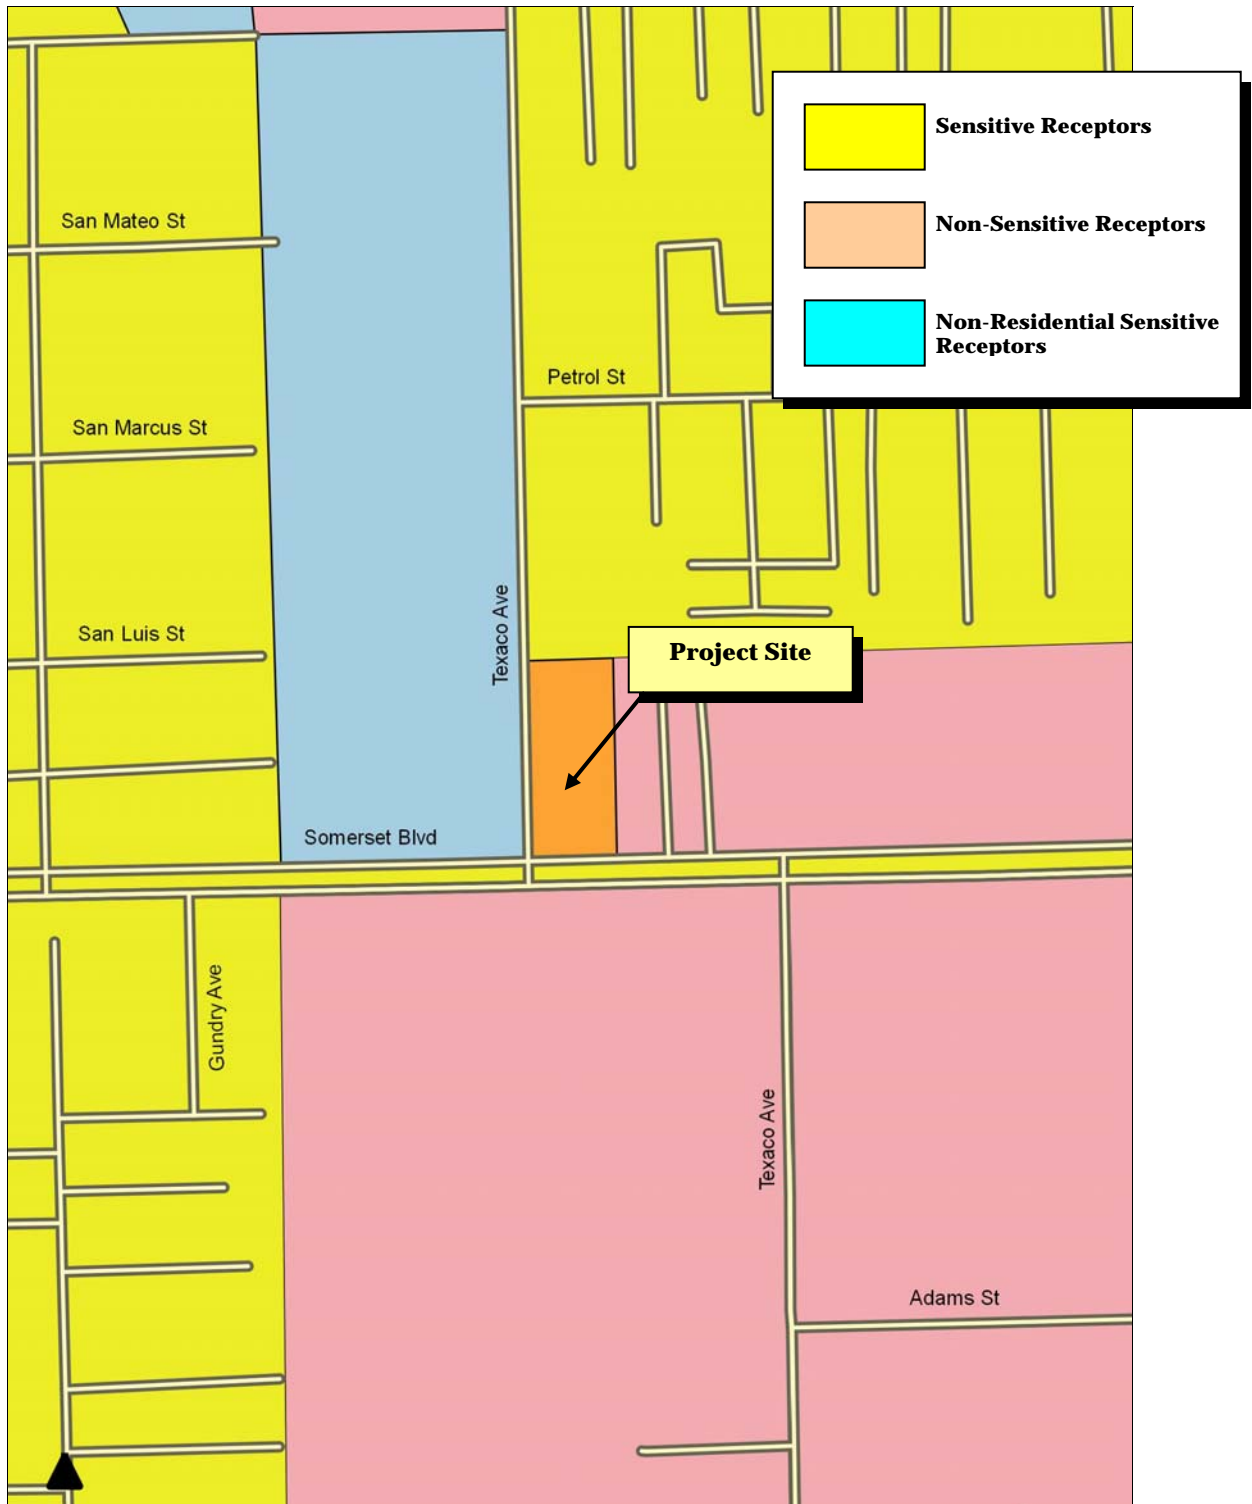 Sensitive Receptors
San Mateo St
Non-Sensitive Receptors
Non-Residential Sensitive
Receptors
Petrol St
San Marcus St
Texaco Ave
San Luis St
Project Site
Somerset Blvd
Gundry Ave
Texaco Ave
Adams St